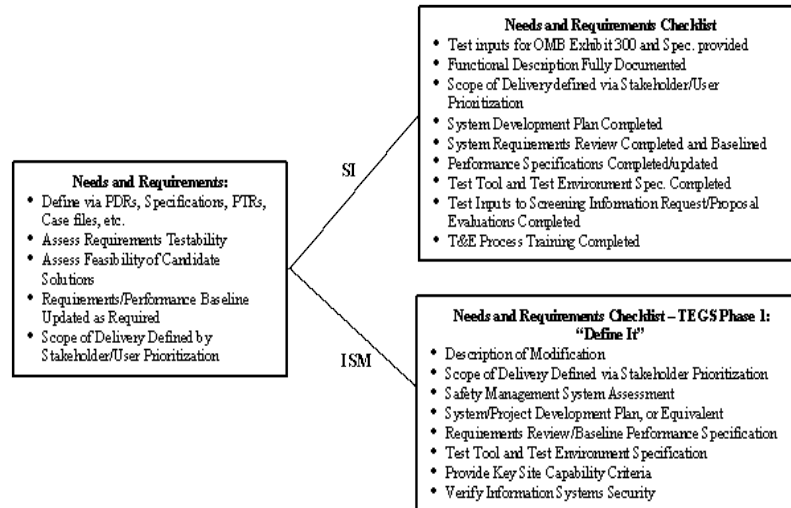 Needs and Requirements:
• Define via PDRs, Specifications, PTRs,
Case files, etc.
• Assess Requirements Testability
• Assess Feasibility of Candidate
Solutions
• Requirements/Performance Baseline
Updated as Required
• Scope of Delivery Defined by
Stakeholder/User Prioritization
SI
ISM
Needs and Requirements Checklist
• Test inputs for OMB Exhibit 300 and Spec. provided
• Functional Description Fully Documented
• Scope of Delivery defined via Stakeholder/User
Prioritization
• System Development Plan Completed
• System Requirements Review Completed and Baselined
• Performance Specifications Completed/updated
• Test Tool and Test Environment Spec. Completed
• Test Inputs to Screening Information Request/Proposal
Evaluations Completed
• T&E Process Training Completed
Needs and Requirements Checklist – TEGS Phase 1:
“Define It”
• Description of Modification
• Scope of Delivery Defined via Stakeholder Prioritization
• Safety Management System Assessment
• System/Project Development Plan, or Equivalent
• Requirements Review/Baseline Performance Specification
• Test Tool and Test Environment Specification
• Provide Key Site Capability Criteria
• Verify Information Systems Security